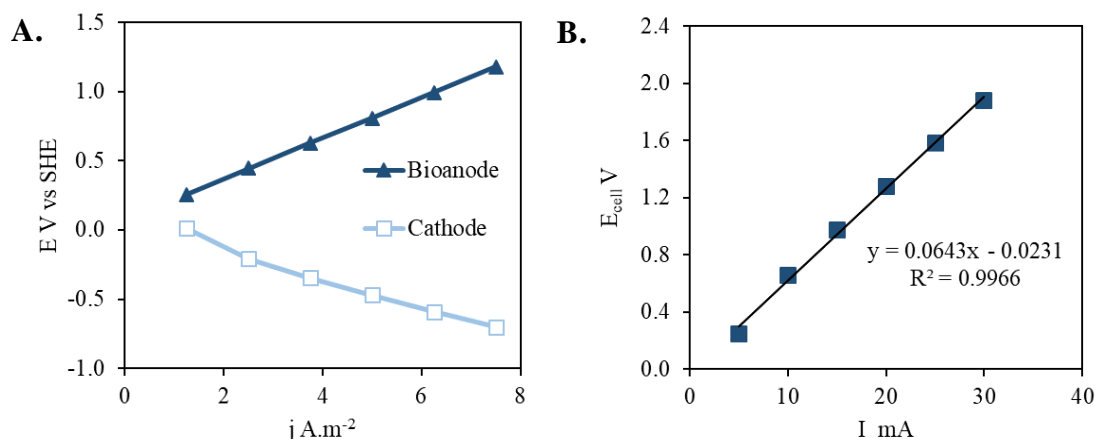 A.
E V vs SHE
1.5
1.0
0.5
0.0
-0.5
-1.0
0
2
4
6
8
j A.m⁻²
Bioanode
Cathode
B.
E_cell V
2.4
2.0
1.6
1.2
0.8
0.4
0.0
0
10
20
30
40
I mA
y = 0.0643x - 0.0231
R² = 0.9966